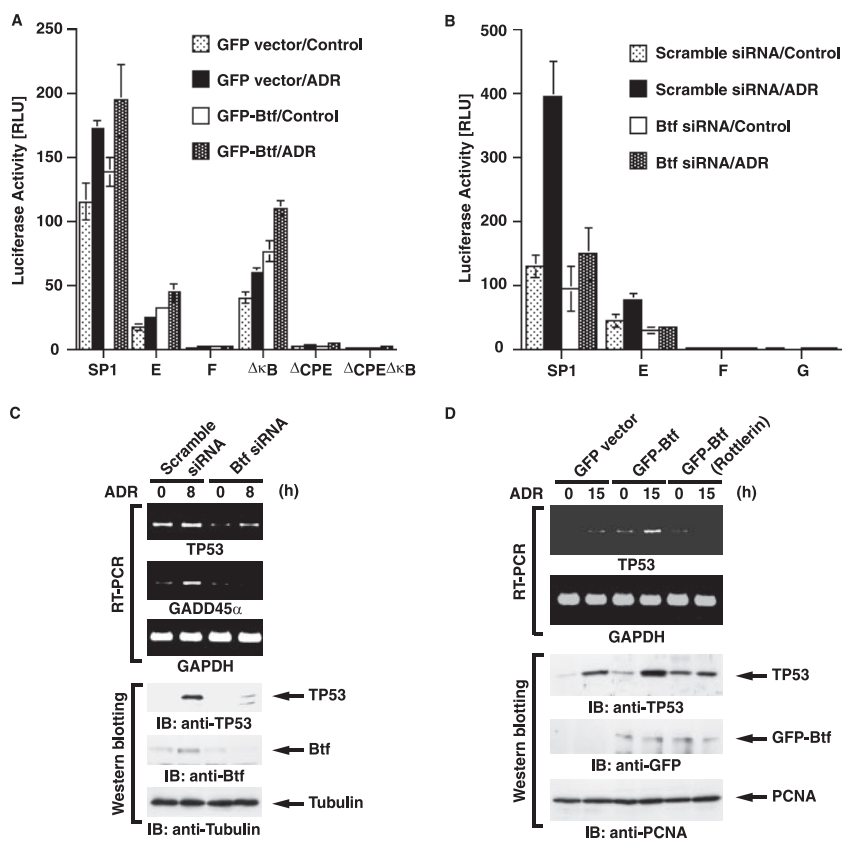 A
GFP vector/Control
GFP vector/ADR
GFP-Btf/Control
GFP-Btf/ADR
Luciferase Activity [RLU]
250
200
150
100
50
0
SP1 E F ΔκB ΔCPE ΔCPEΔκB
B
Scramble siRNA/Control
Scramble siRNA/ADR
Btf siRNA/Control
Btf siRNA/ADR
Luciferase Activity [RLU]
500
400
300
200
100
0
SP1 E F G
C
Scramble siRNA
Btf siRNA
ADR 0 8 0 8 (h)
RT-PCR
TP53
GADD45α
GAPDH
Western blotting
TP53
IB: anti-TP53
Btf
IB: anti-Btf
Tubulin
IB: anti-Tubulin
D
GFP vector
GFP-Btf
GFP-Btf (Rottlerin)
ADR 0 15 0 15 0 15 (h)
RT-PCR
TP53
GAPDH
Western blotting
TP53
IB: anti-TP53
GFP-Btf
IB: anti-GFP
PCNA
IB: anti-PCNA